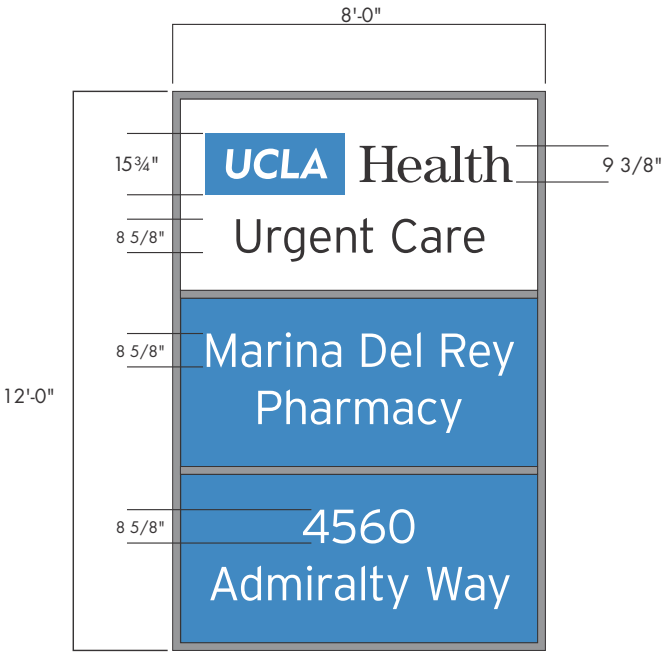 8'-0"
15¾"
UCLA Health
9 3/8"
8 5/8"
Urgent Care
8 5/8"
Marina Del Rey
Pharmacy
12'-0"
8 5/8"
4560
Admiralty Way